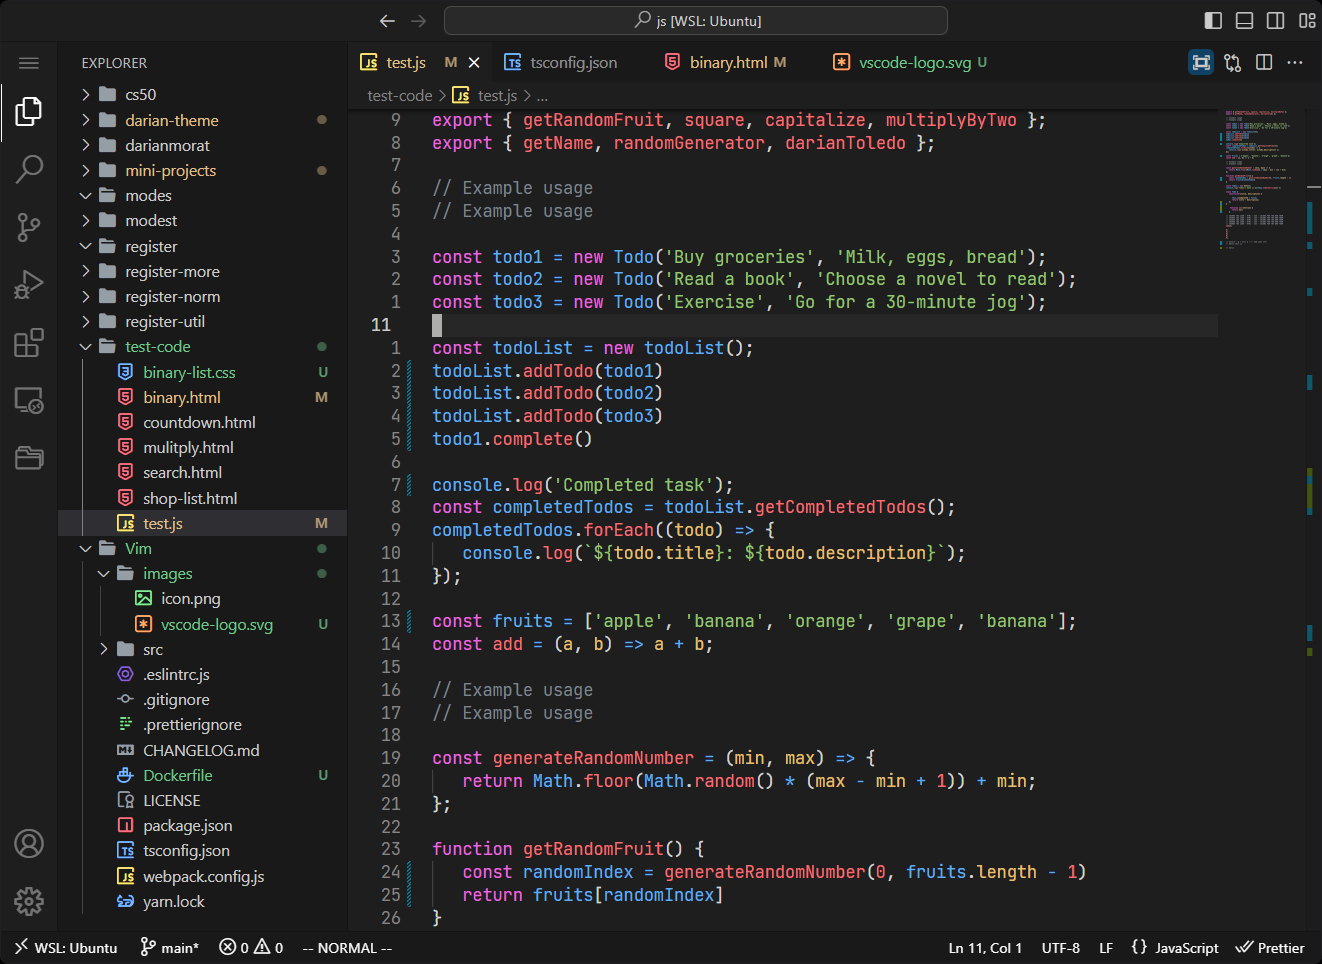 js [WSL: Ubuntu]
EXPLORER
cs50
darian-theme
darianmorat
mini-projects
modes
modest
register
register-more
register-norm
register-util
test-code
binary-list.css U
binary.html M
countdown.html
mulitply.html
search.html
shop-list.html
test.js M
Vim
images
icon.png
vscode-logo.svg U
src
.eslintrc.js
.gitignore
.prettierignore
CHANGELOG.md
Dockerfile U
LICENSE
package.json
tsconfig.json
webpack.config.js
yarn.lock
JS test.js M TS tsconfig.json binary.html M vscode-logo.svg U
test-code > JS test.js > ...
9 export { getRandomFruit, square, capitalize, multiplyByTwo };
8 export { getName, randomGenerator, darianToledo };
7
6 // Example usage
5 // Example usage
4
3 const todo1 = new Todo('Buy groceries', 'Milk, eggs, bread');
2 const todo2 = new Todo('Read a book', 'Choose a novel to read');
1 const todo3 = new Todo('Exercise', 'Go for a 30-minute jog');
11
1 const todoList = new todoList();
2 todoList.addTodo(todo1)
3 todoList.addTodo(todo2)
4 todoList.addTodo(todo3)
5 todo1.complete()
6
7 console.log('Completed task');
8 const completedTodos = todoList.getCompletedTodos();
9 completedTodos.forEach((todo) => {
10 console.log(`${todo.title}: ${todo.description}`);
11 });
12
13 const fruits = ['apple', 'banana', 'orange', 'grape', 'banana'];
14 const add = (a, b) => a + b;
15
16 // Example usage
17 // Example usage
18
19 const generateRandomNumber = (min, max) => {
20 return Math.floor(Math.random() * (max - min + 1)) + min;
21 };
22
23 function getRandomFruit() {
24 const randomIndex = generateRandomNumber(0, fruits.length - 1)
25 return fruits[randomIndex]
26 }
WSL: Ubuntu main* 0 0 -- NORMAL -- Ln 11, Col 1 UTF-8 LF {} JavaScript Prettier